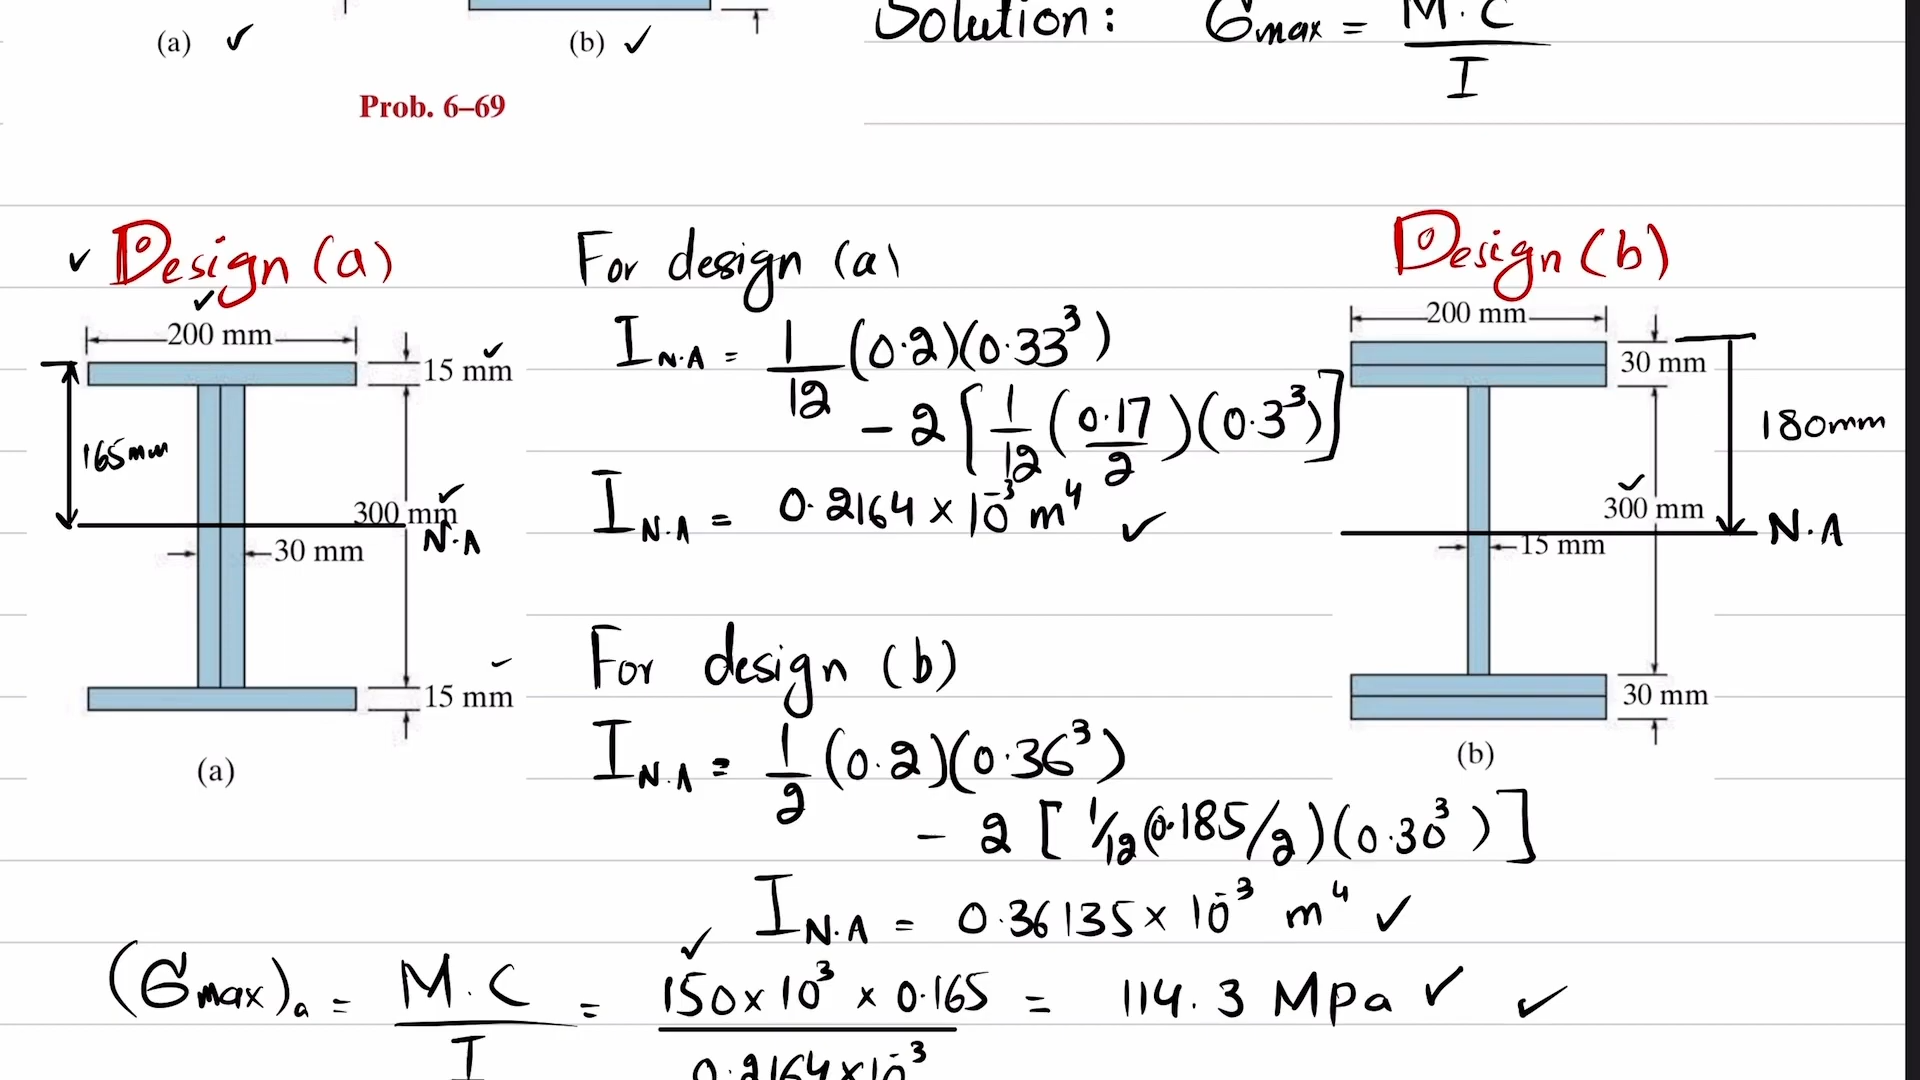 Solution: σmax = M.C / I
(a) ✓ (b) ✓
Prob. 6–69
✓ Design (a)
200 mm
15 mm
165mm
300 mm
N.A
30 mm
15 mm
(a)
For design (a)
I N.A = 1/12 (0.2)(0.33³)
- 2 [ 1/12 (0.17/2)(0.3³)]
I N.A = 0.2164 × 10⁻³ m⁴ ✓
For design (b)
I N.A = 1/2 (0.2)(0.36³)
- 2 [ 1/12 (0.185/2)(0.30³)]
I N.A = 0.36135 × 10⁻³ m⁴ ✓
Design (b)
200 mm
30 mm
180mm
300 mm
N.A
15 mm
30 mm
(b)
(σmax)a = M.C / I = 150 × 10³ × 0.165 / 0.2164 × 10⁻³ = 114.3 MPa ✓ ✓